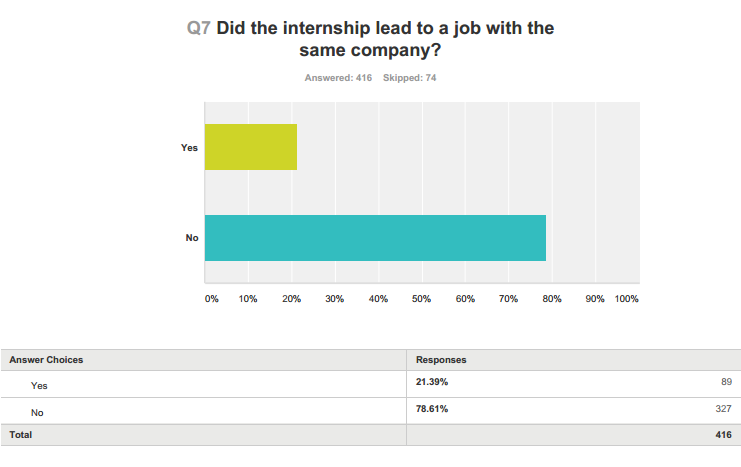 Q7 Did the internship lead to a job with the
same company?
Answered: 416 Skipped: 74
Yes
No
0% 10% 20% 30% 40% 50% 60% 70% 80% 90% 100%
Answer Choices Responses
Yes 21.39% 89
No 78.61% 327
Total 416